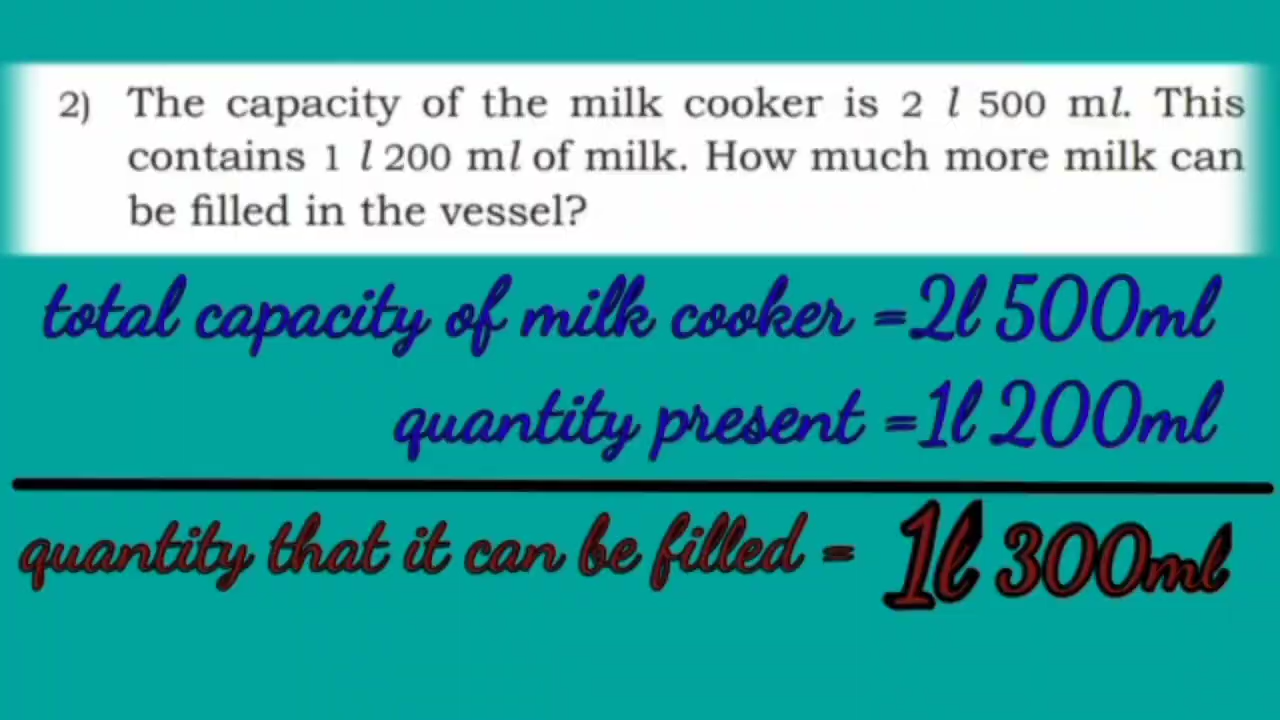 2) The capacity of the milk cooker is 2 l 500 ml. This
contains 1 l 200 ml of milk. How much more milk can
be filled in the vessel?
total capacity of milk cooker =2l 500ml
quantity present =1l 200ml
quantity that it can be filled = 1l 300ml